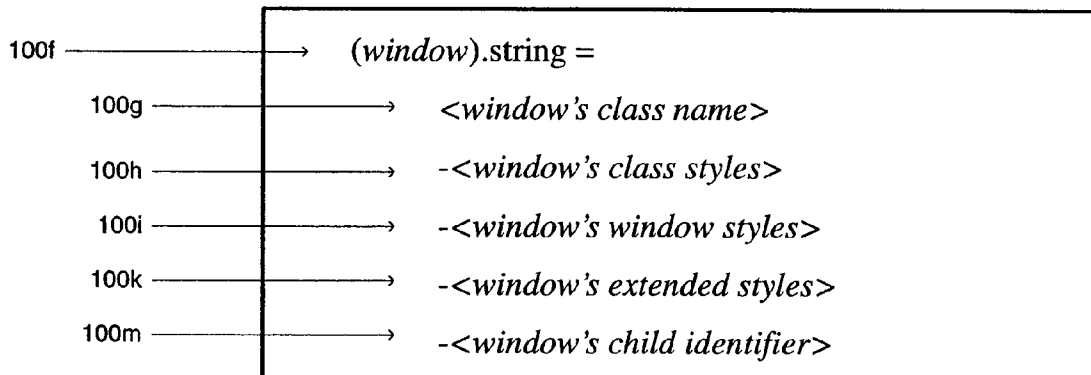 100f (window).string =
100g <window's class name>
100h -<window's class styles>
100i -<window's window styles>
100k -<window's extended styles>
100m -<window's child identifier>